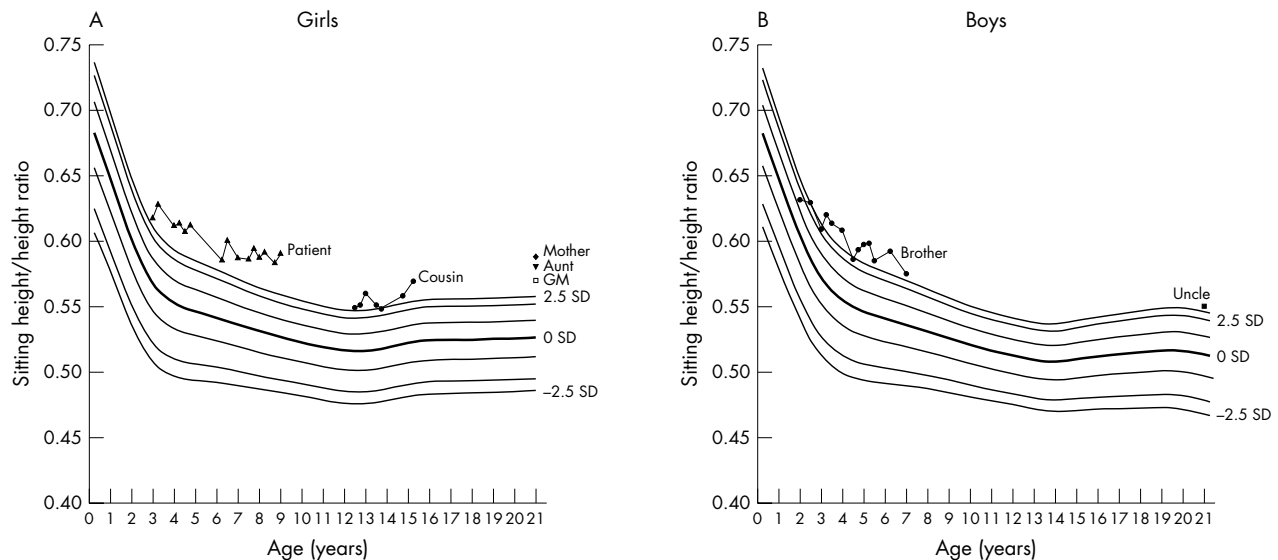 A
Girls
Sitting height/height ratio
0.75
0.70
0.65
0.60
0.55
0.50
0.45
0.40
Patient
Cousin
Mother
Aunt
GM
2.5 SD
0 SD
–2.5 SD
0 1 2 3 4 5 6 7 8 9 10 11 12 13 14 15 16 17 18 19 20 21
Age (years)
B
Boys
Sitting height/height ratio
0.75
0.70
0.65
0.60
0.55
0.50
0.45
0.40
Brother
Uncle
2.5 SD
0 SD
–2.5 SD
0 1 2 3 4 5 6 7 8 9 10 11 12 13 14 15 16 17 18 19 20 21
Age (years)